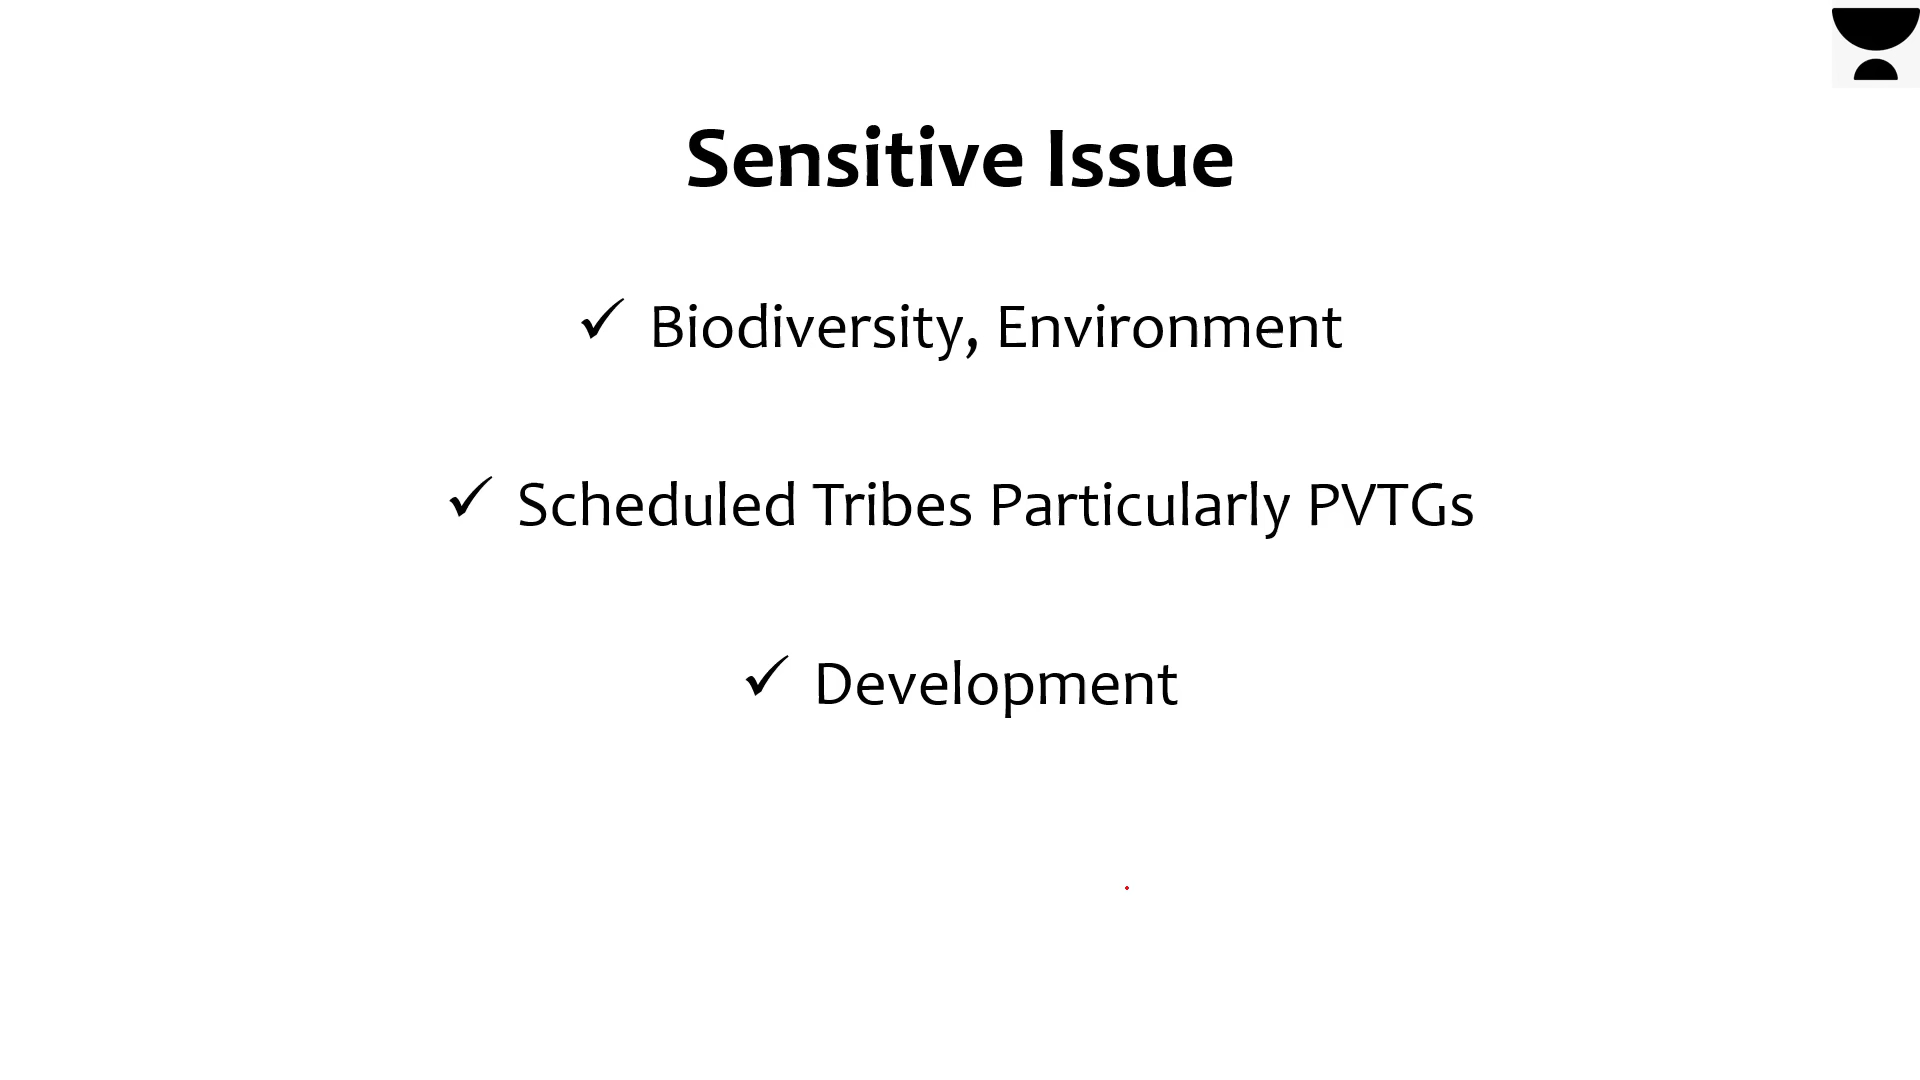 Sensitive Issue
✓ Biodiversity, Environment
✓ Scheduled Tribes Particularly PVTGs
✓ Development